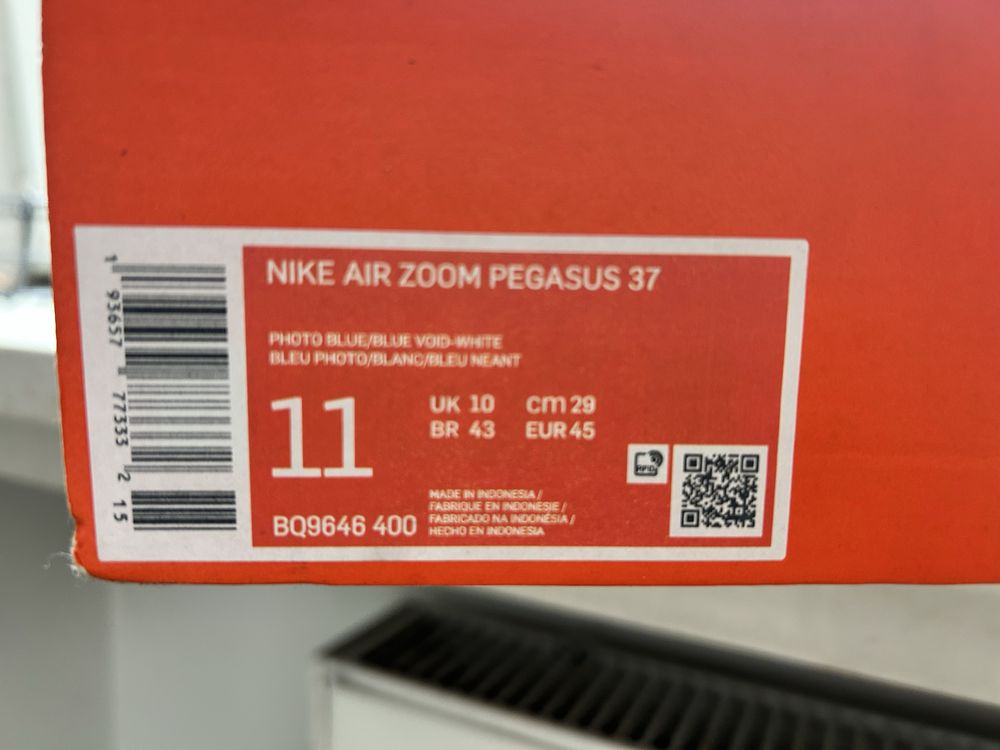 NIKE AIR ZOOM PEGASUS 37
PHOTO BLUE/BLUE VOID-WHITE
BLEU PHOTO/BLANC/BLEU NEANT
11
UK 10 cm 29
BR 43 EUR 45
RFID
BQ9646 400
MADE IN INDONESIA /
FABRIQUE EN INDONESIE /
FABRICADO NA INDONÉSIA /
HECHO EN INDONESIA
1 93657 77333 2 15